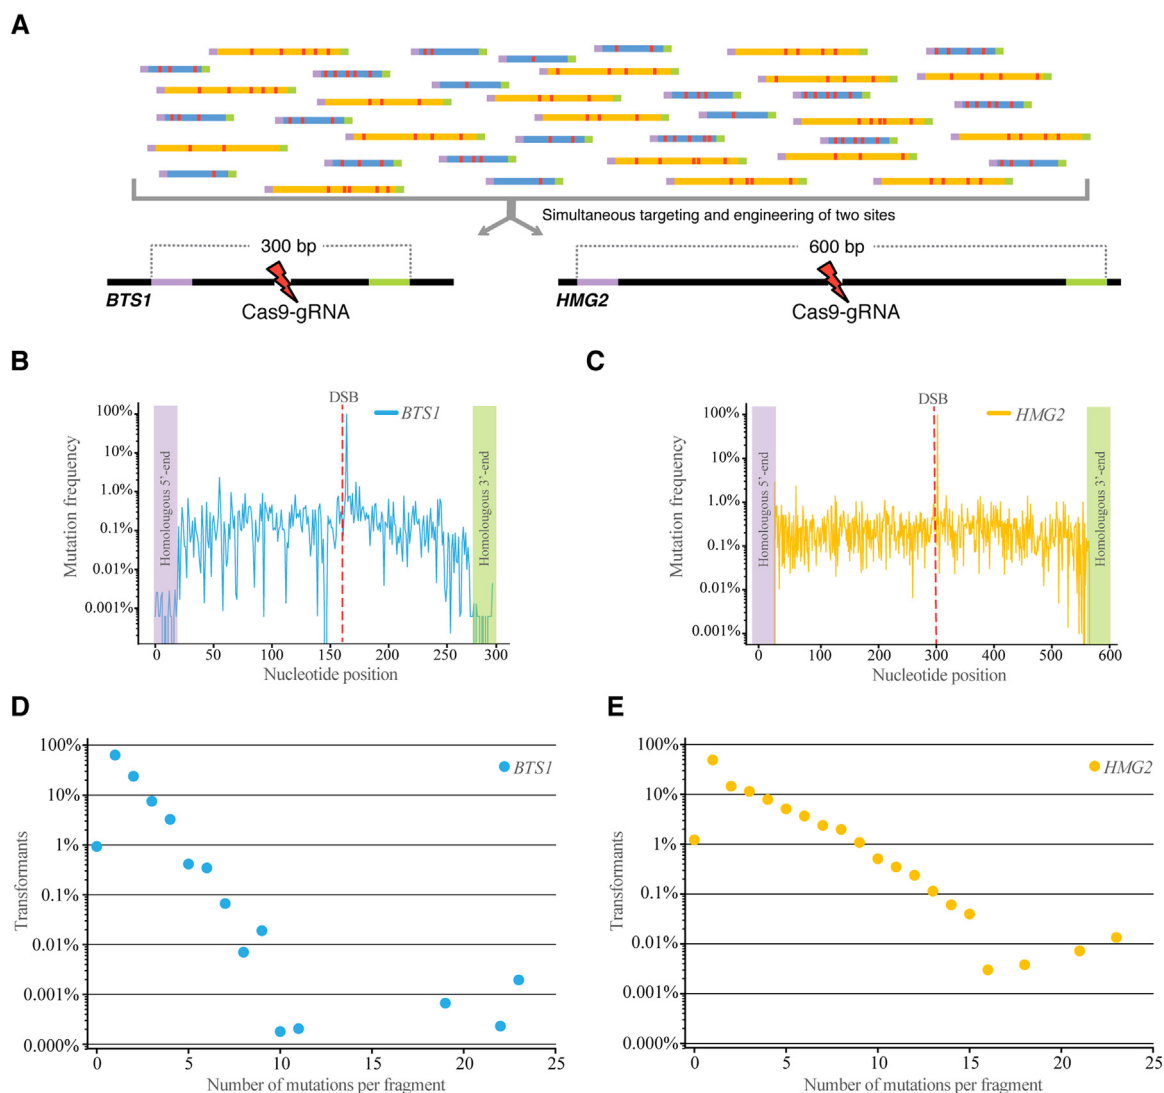 A
Simultaneous targeting and engineering of two sites
300 bp
600 bp
BTS1
HMG2
Cas9-gRNA
Cas9-gRNA
B
DSB
BTS1
100%
10%
1.0%
0.1%
0.01%
0.001%
Mutation frequency
Homolougous 5'-end
Homolougous 3'-end
0 50 100 150 200 250 300
Nucleotide position
C
DSB
HMG2
100%
10%
1.0%
0.1%
0.01%
0.001%
Mutation frequency
Homolougous 5'-end
Homolougous 3'-end
0 100 200 300 400 500 600
Nucleotide position
D
BTS1
100%
10%
1%
0.1%
0.01%
0.001%
0.000%
Transformants
0 5 10 15 20 25
Number of mutations per fragment
E
HMG2
100%
10%
1%
0.1%
0.01%
0.001%
0.000%
Transformants
0 5 10 15 20 25
Number of mutations per fragment